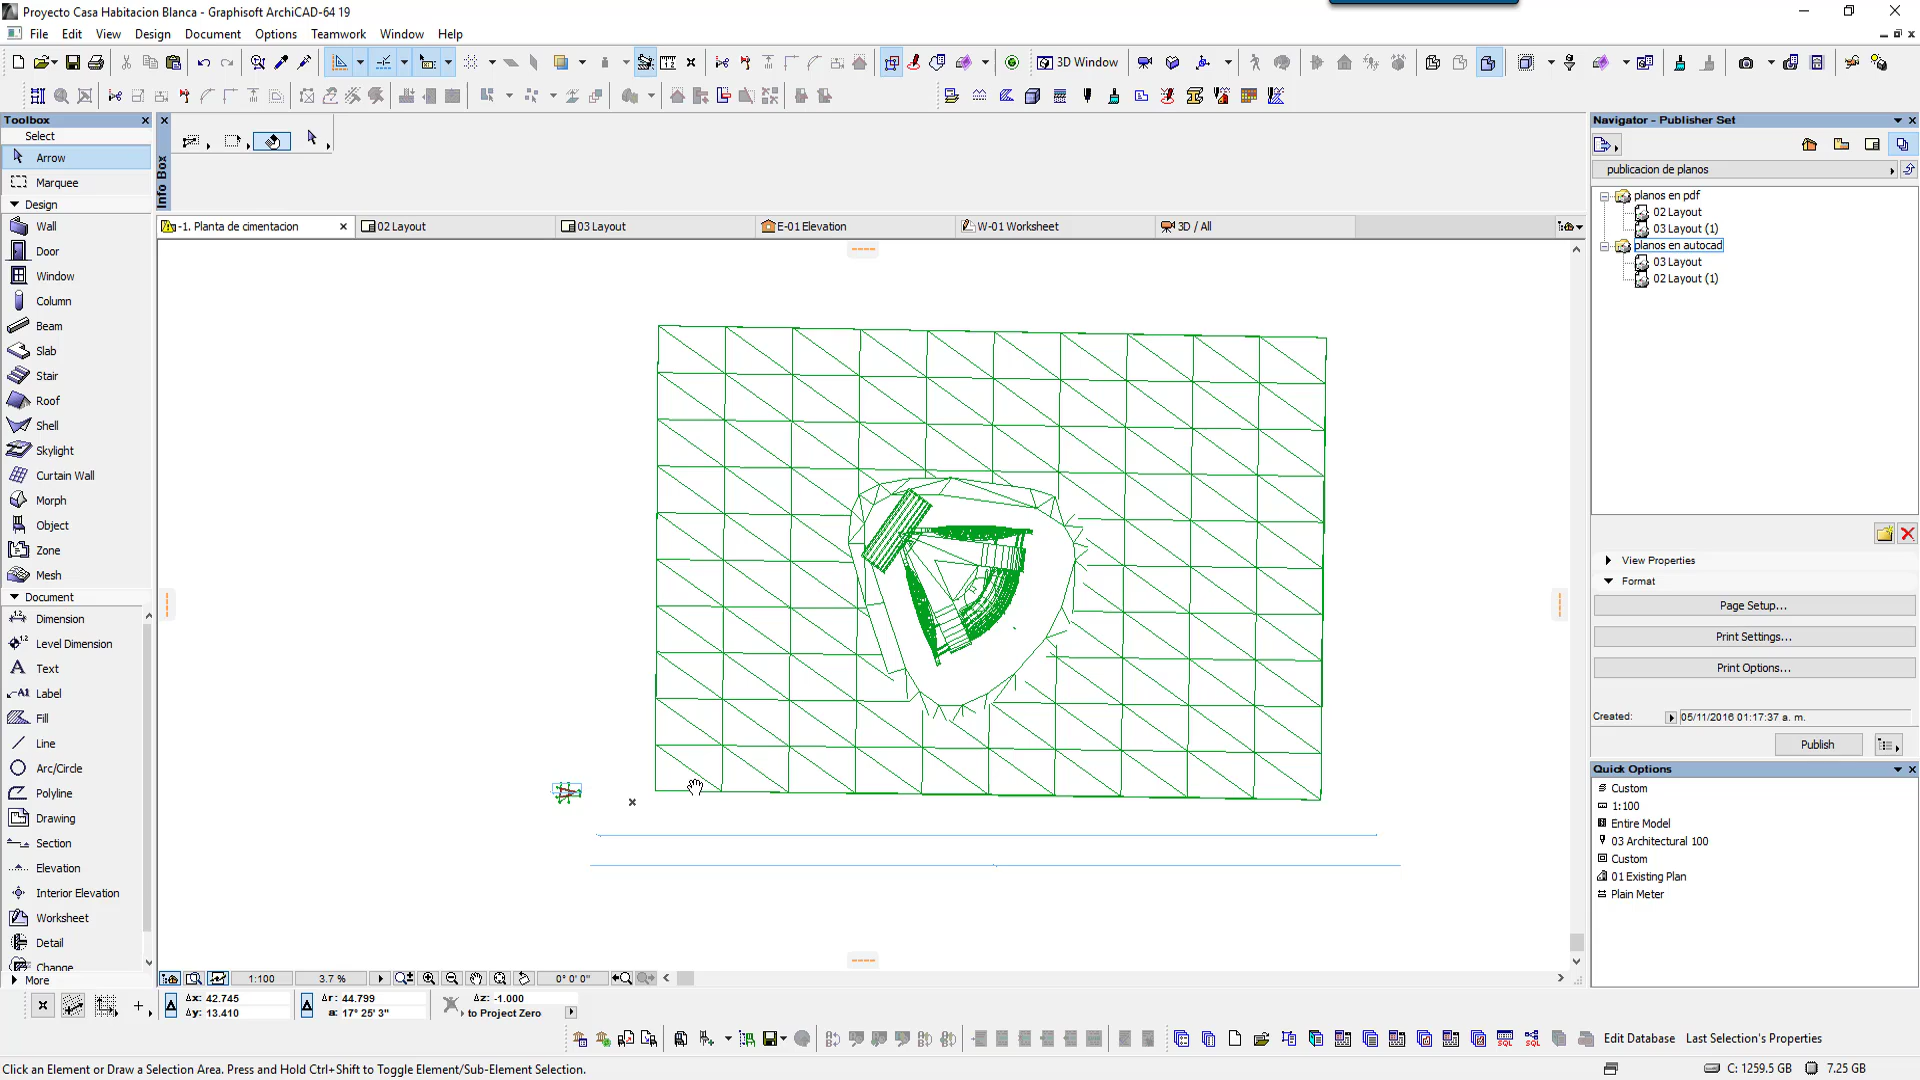 Proyecto Casa Habitacion Blanca - Graphisoft ArchiCAD-64 19
File Edit View Design Document Options Teamwork Window Help
3D Window
Toolbox
Select
Arrow
Marquee
Design
Wall
Door
Window
Column
Beam
Slab
Stair
Roof
Shell
Skylight
Curtain Wall
Morph
Object
Zone
Mesh
Document
Dimension
Level Dimension
Text
Label
Fill
Line
Arc/Circle
Polyline
Drawing
Section
Elevation
Interior Elevation
Worksheet
Detail
Change
More
Info Box
-1. Planta de cimentacion
02 Layout
03 Layout
E-01 Elevation
W-01 Worksheet
3D / All
Navigator - Publisher Set
publicacion de planos
planos en pdf
02 Layout
03 Layout (1)
planos en autocad
03 Layout
02 Layout (1)
View Properties
Format
Page Setup...
Print Settings...
Print Options...
Created: 05/11/2016 01:17:37 a. m.
Publish
Quick Options
Custom
1:100
Entire Model
03 Architectural 100
Custom
01 Existing Plan
Plain Meter
1:100 3.7 % 0° 0' 0"
Δx: 42.745
Δy: 13.410
Δr: 44.799
a: 17° 25' 3"
Δz: -1.000
to Project Zero
Edit Database Last Selection's Properties
Click an Element or Draw a Selection Area. Press and Hold Ctrl+Shift to Toggle Element/Sub-Element Selection.
C: 1259.5 GB 7.25 GB